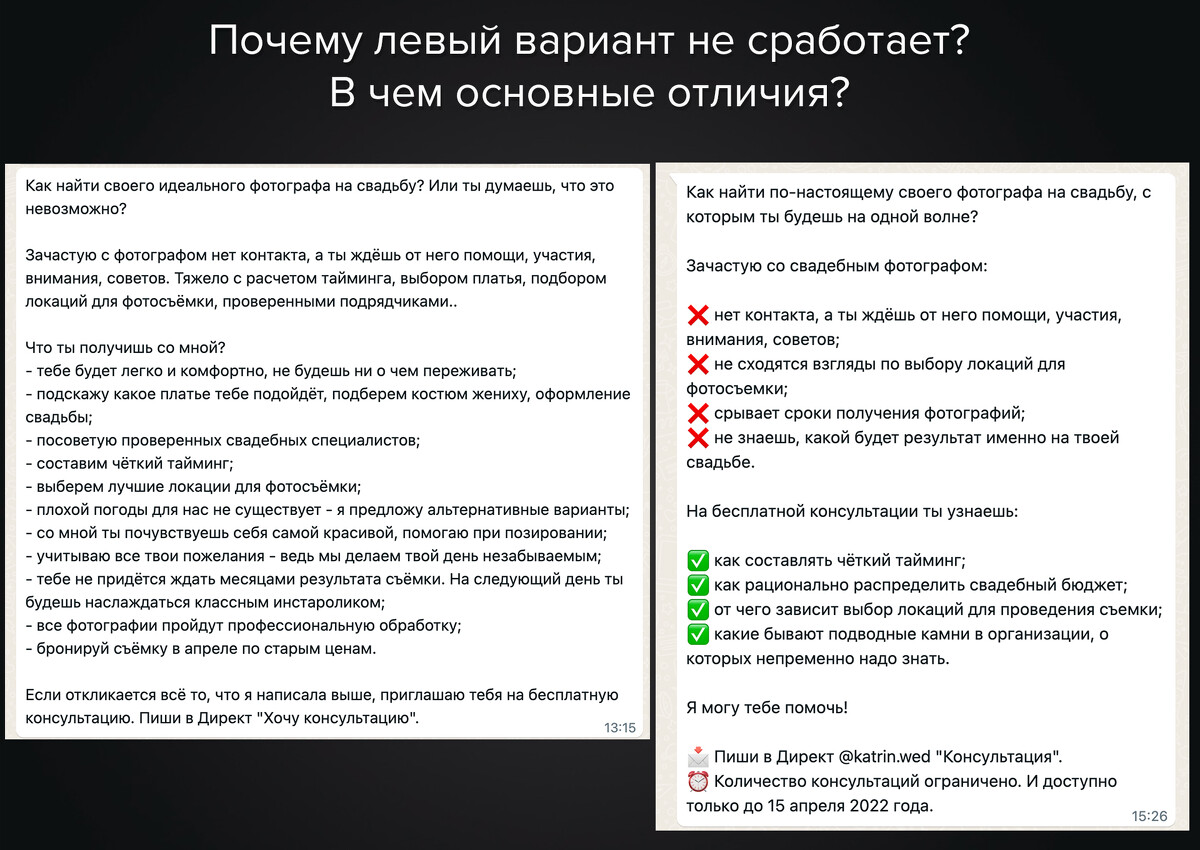 Почему левый вариант не сработает?
В чем основные отличия?
Как найти своего идеального фотографа на свадьбу? Или ты думаешь, что это
невозможно?
Зачастую с фотографом нет контакта, а ты ждёшь от него помощи, участия,
внимания, советов. Тяжело с расчетом тайминга, выбором платья, подбором
локаций для фотосъёмки, проверенными подрядчиками..
Что ты получишь со мной?
- тебе будет легко и комфортно, не будешь ни о чем переживать;
- подскажу какое платье тебе подойдёт, подберем костюм жениху, оформление
свадьбы;
- посоветую проверенных свадебных специалистов;
- составим чёткий тайминг;
- выберем лучшие локации для фотосъёмки;
- плохой погоды для нас не существует - я предложу альтернативные варианты;
- со мной ты почувствуешь себя самой красивой, помогаю при позировании;
- учитываю все твои пожелания - ведь мы делаем твой день незабываемым;
- тебе не придётся ждать месяцами результата съёмки. На следующий день ты
будешь наслаждаться классным инстароликом;
- все фотографии пройдут профессиональную обработку;
- бронируй съёмку в апреле по старым ценам.
Если откликается всё то, что я написала выше, приглашаю тебя на бесплатную
консультацию. Пиши в Директ "Хочу консультацию".
13:15
Как найти по-настоящему своего фотографа на свадьбу, с
которым ты будешь на одной волне?
Зачастую со свадебным фотографом:
❌ нет контакта, а ты ждёшь от него помощи, участия,
внимания, советов;
❌ не сходятся взгляды по выбору локаций для
фотосъемки;
❌ срывает сроки получения фотографий;
❌ не знаешь, какой будет результат именно на твоей
свадьбе.
На бесплатной консультации ты узнаешь:
✅ как составлять чёткий тайминг;
✅ как рационально распределить свадебный бюджет;
✅ от чего зависит выбор локаций для проведения съемки;
✅ какие бывают подводные камни в организации, о
которых непременно надо знать.
Я могу тебе помочь!
📩 Пиши в Директ @katrin.wed "Консультация".
⏰ Количество консультаций ограничено. И доступно
только до 15 апреля 2022 года.
15:26